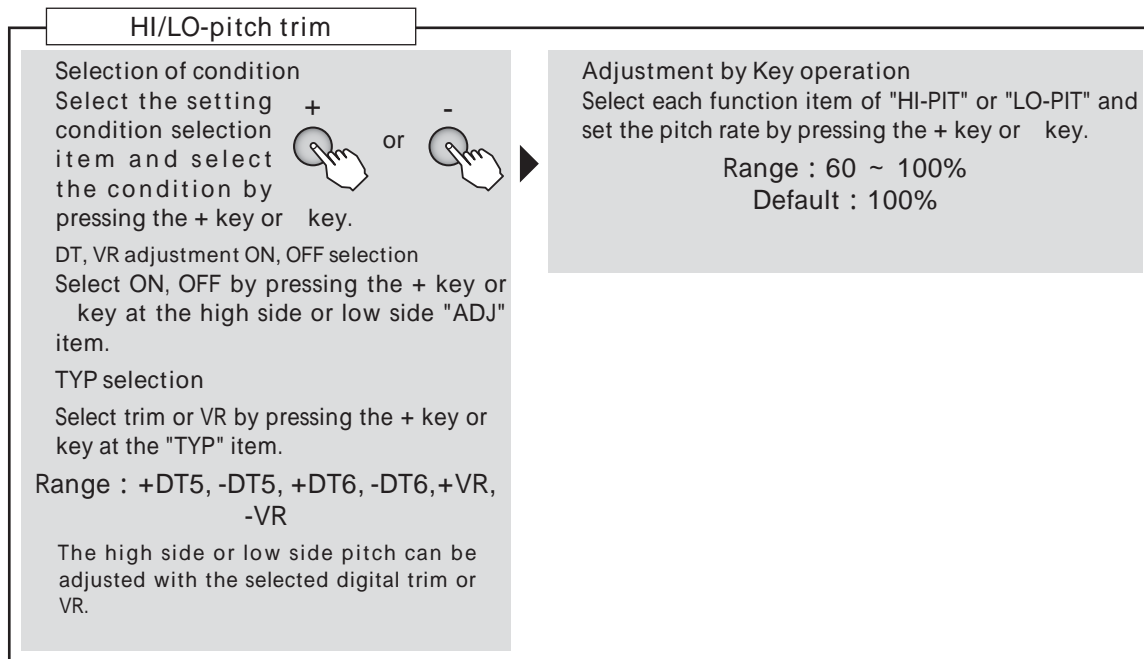 HI/LO-pitch trim
Selection of condition
Select the setting
condition selection
item and select
the condition by
pressing the + key or key.
+
or
-
DT, VR adjustment ON, OFF selection
Select ON, OFF by pressing the + key or
key at the high side or low side "ADJ"
item.
TYP selection
Select trim or VR by pressing the + key or
key at the "TYP" item.
Range : +DT5, -DT5, +DT6, -DT6,+VR,
-VR
The high side or low side pitch can be
adjusted with the selected digital trim or
VR.
Adjustment by Key operation
Select each function item of "HI-PIT" or "LO-PIT" and
set the pitch rate by pressing the + key or key.
Range : 60 ~ 100%
Default : 100%